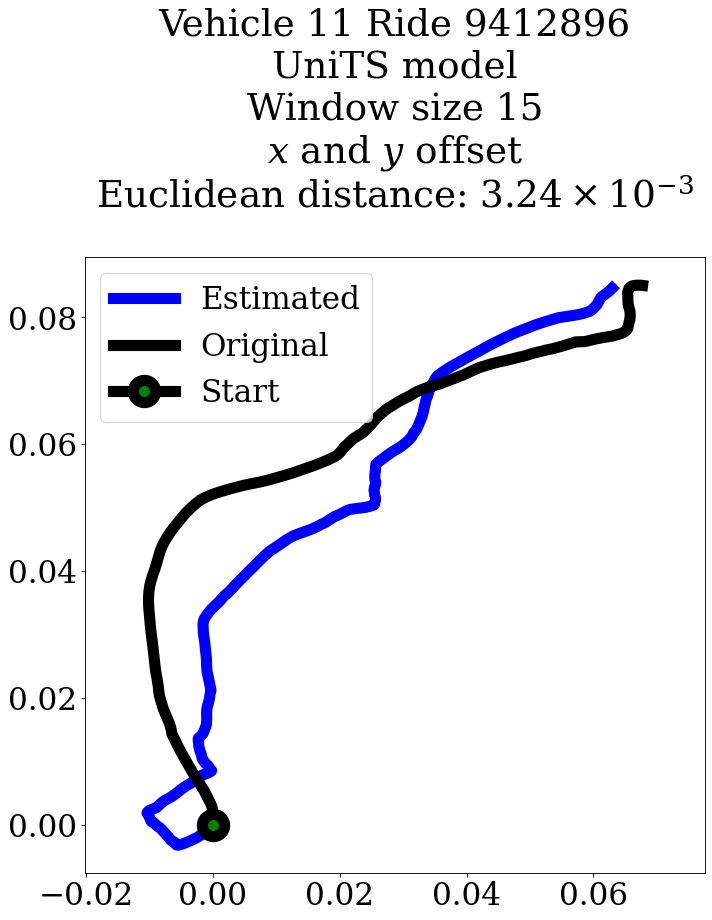 Vehicle 11 Ride 9412896
UniTS model
Window size 15
x and y offset
Euclidean distance: 3.24 × 10⁻³
Estimated
Original
Start
0.08
0.06
0.04
0.02
0.00
−0.02 0.00 0.02 0.04 0.06